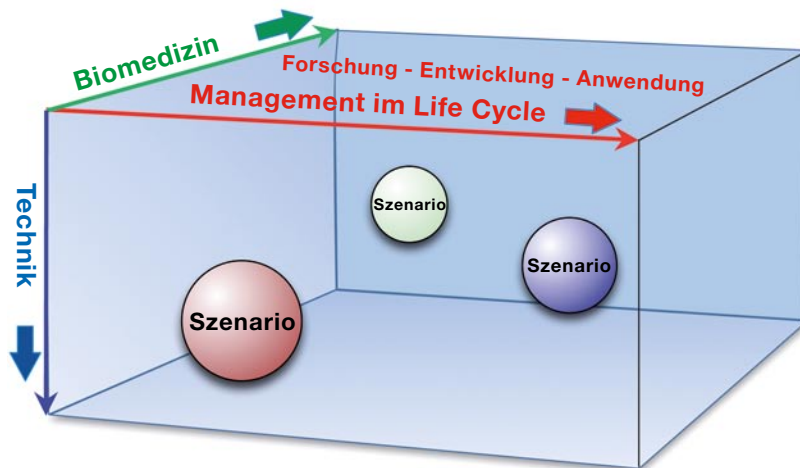 Biomedizin
Forschung - Entwicklung - Anwendung
Management im Life Cycle
Technik
Szenario
Szenario
Szenario